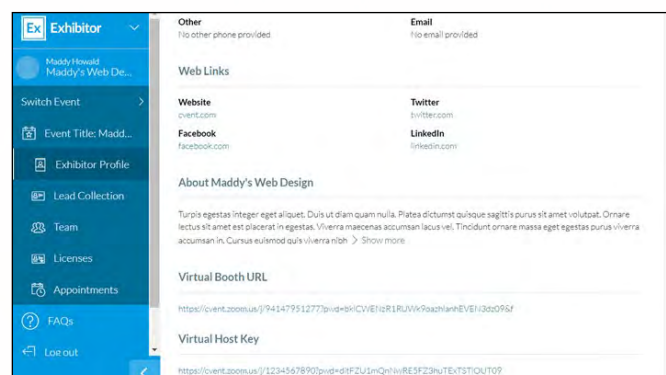 Ex Exhibitor
Maddy Howald
Maddy's Web De...
Switch Event
Event Title: Madd...
Exhibitor Profile
Lead Collection
Team
Licenses
Appointments
FAQs
Log out
Other
No other phone provided
Email
No email provided
Web Links
Website
cvent.com
Twitter
twitter.com
Facebook
facebook.com
LinkedIn
linkedin.com
About Maddy's Web Design
Turpis egestas integer eget aliquet. Duis ut diam quam nulla. Platea dictumst quisque sagittis purus sit amet volutpat. Ornare
lectus sit amet est placerat in egestas. Viverra maecenas accumsan lacus vel. Tincidunt ornare massa eget egestas purus viverra
accumsan in. Cursus euismod quis viverra nibh > Show more
Virtual Booth URL
Virtual Host Key